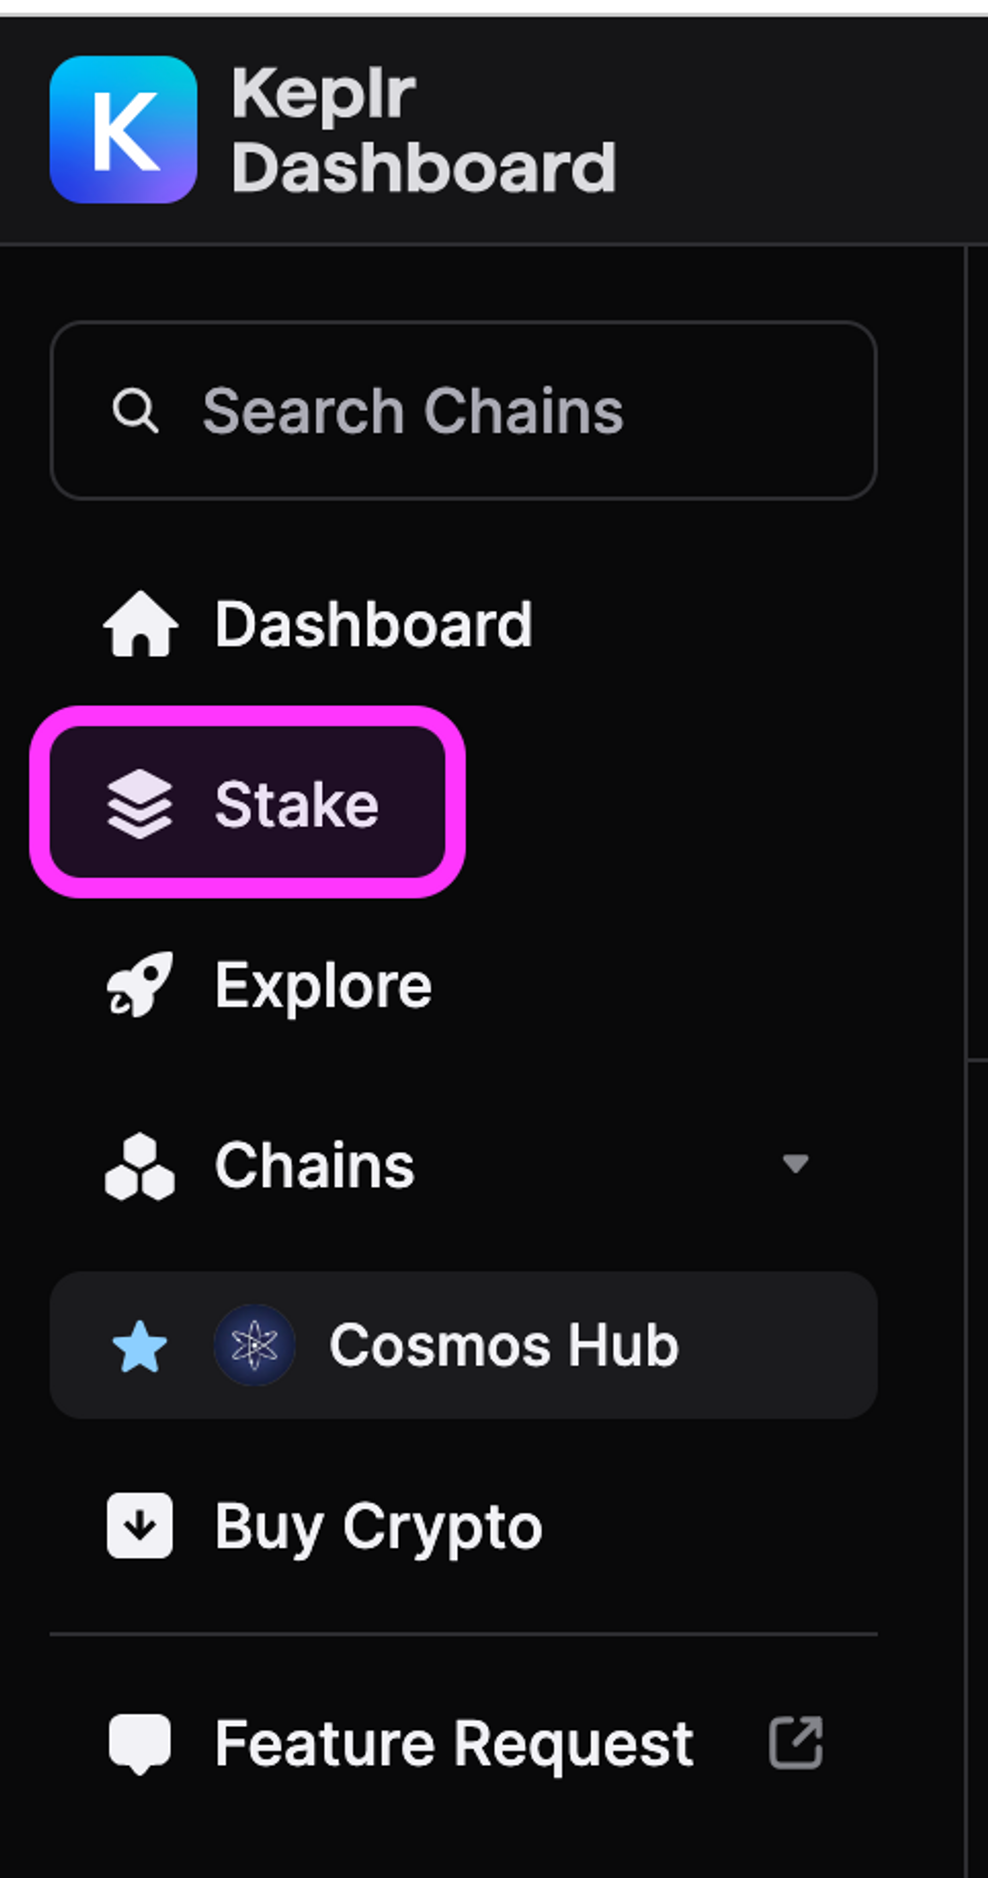 Keplr
Dashboard
Search Chains
Dashboard
Stake
Explore
Chains
Cosmos Hub
Buy Crypto
Feature Request